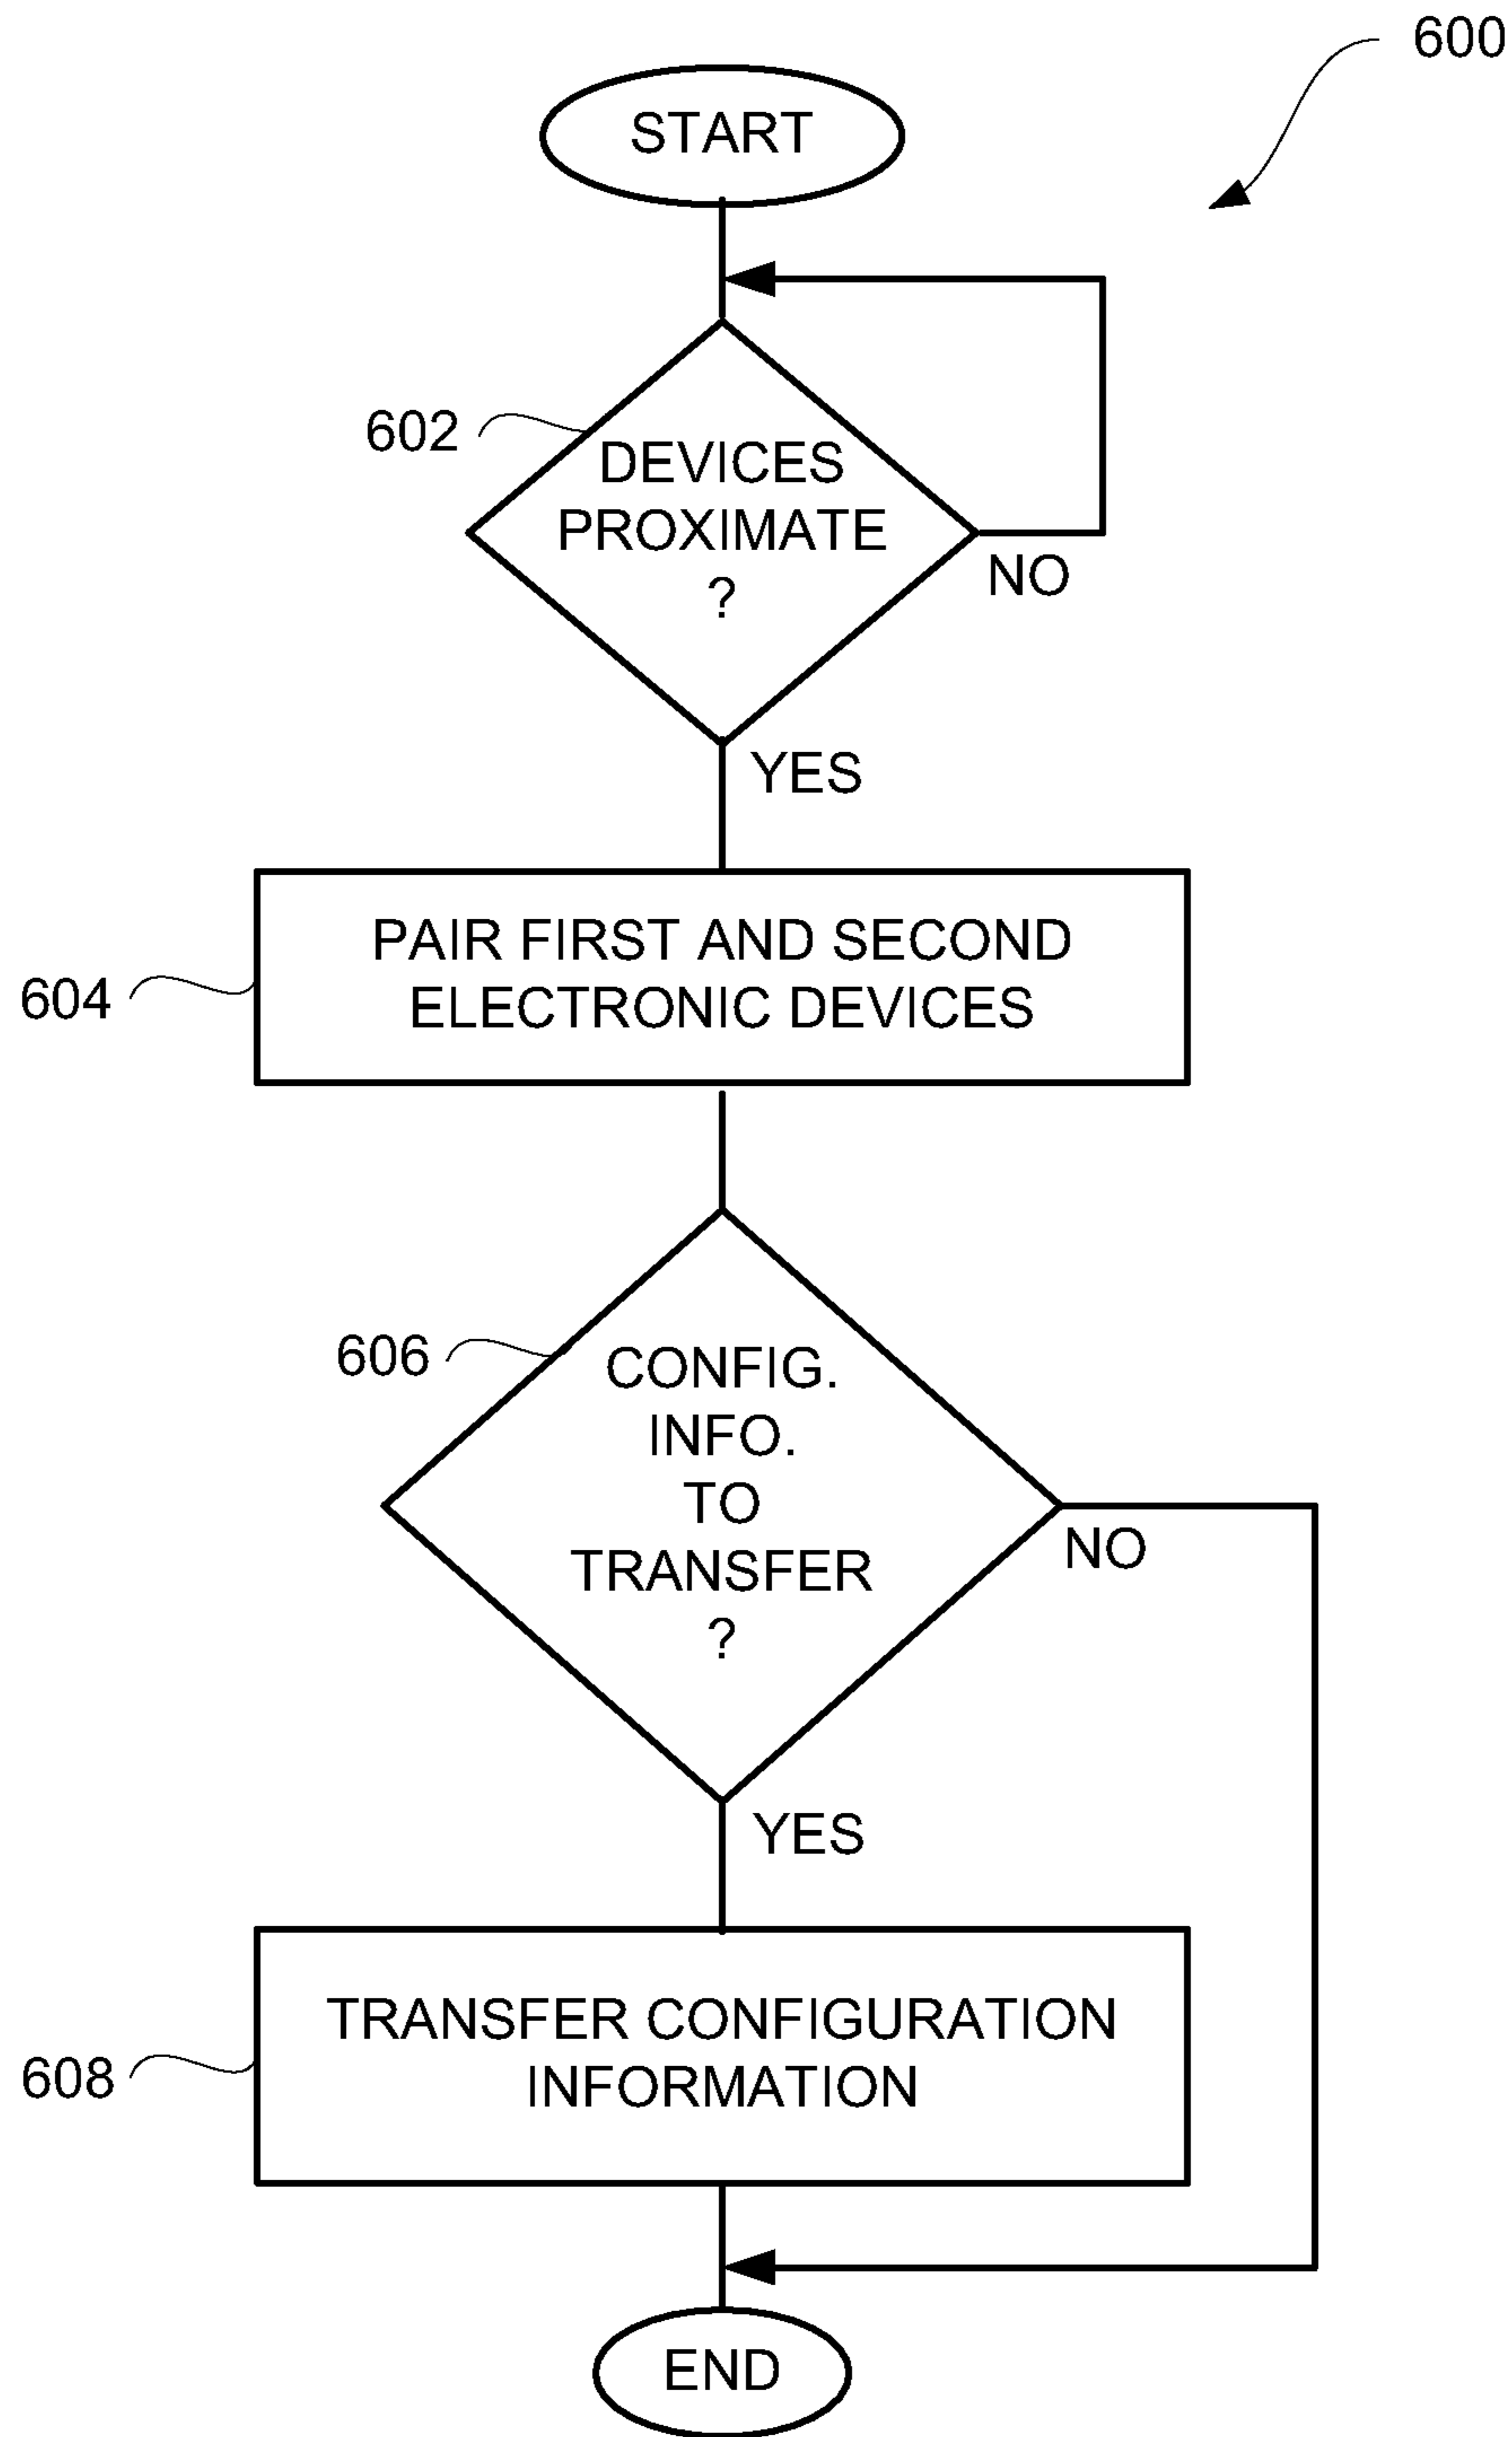 600
START
602
DEVICES
PROXIMATE
?
NO
YES
604
PAIR FIRST AND SECOND
ELECTRONIC DEVICES
606
CONFIG.
INFO.
TO
TRANSFER
?
NO
YES
608
TRANSFER CONFIGURATION
INFORMATION
END